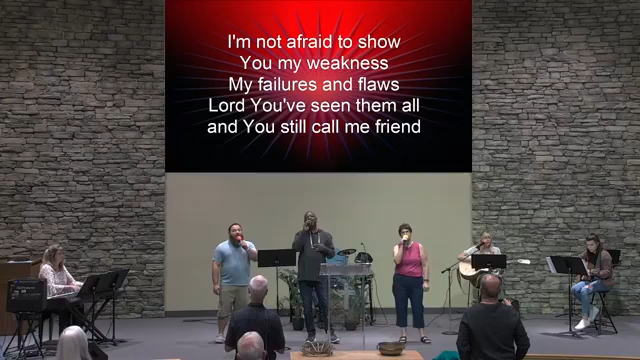 I'm not afraid to show
You my weakness
My failures and flaws
Lord You've seen them all
and You still call me friend